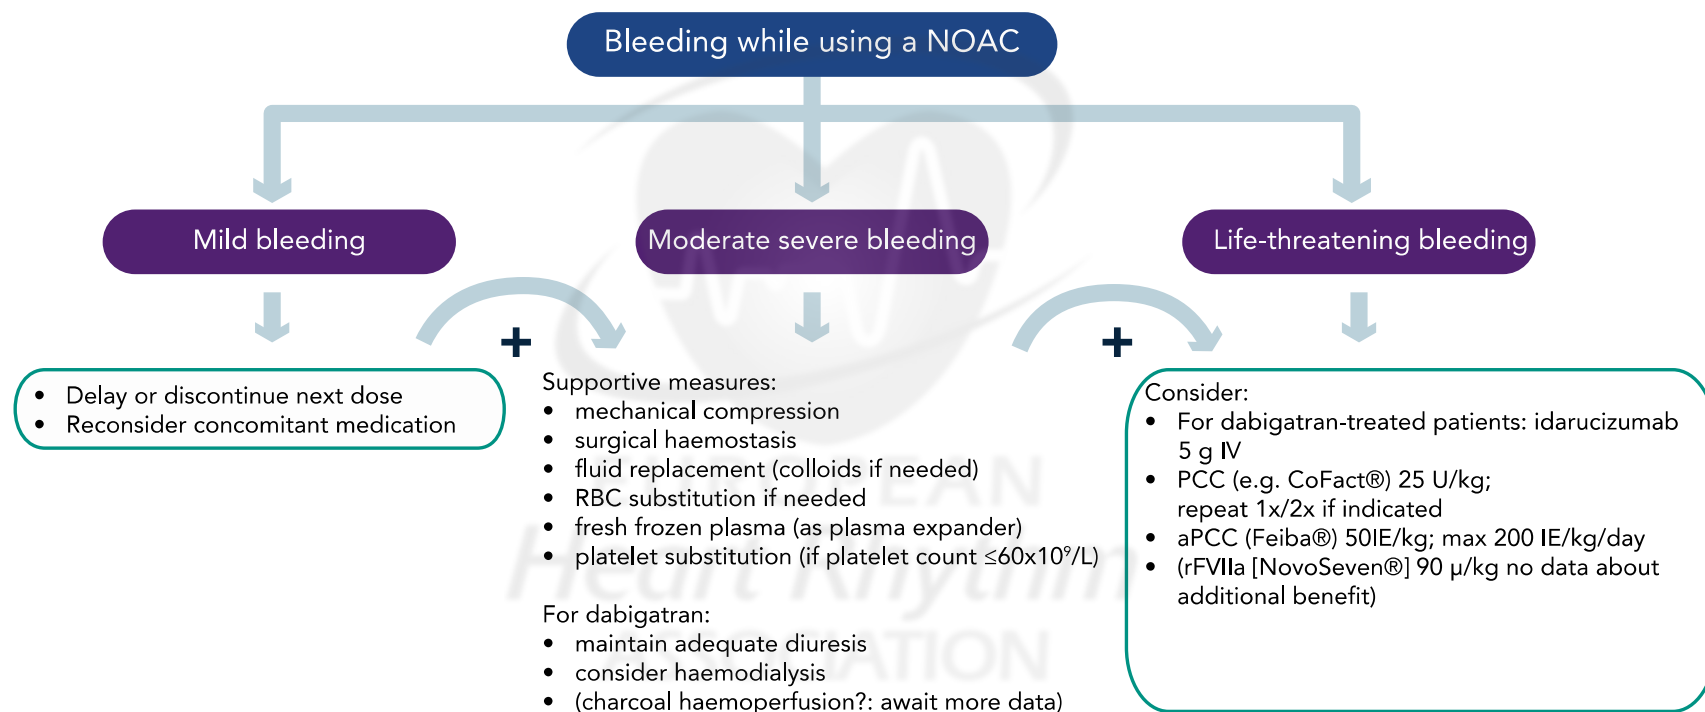 Bleeding while using a NOAC
Mild bleeding
Moderate severe bleeding
Life-threatening bleeding
+
+
• Delay or discontinue next dose
• Reconsider concomitant medication
Supportive measures:
• mechanical compression
• surgical haemostasis
• fluid replacement (colloids if needed)
• RBC substitution if needed
• fresh frozen plasma (as plasma expander)
• platelet substitution (if platelet count ≤60x10⁹/L)
For dabigatran:
• maintain adequate diuresis
• consider haemodialysis
• (charcoal haemoperfusion?: await more data)
Consider:
• For dabigatran-treated patients: idarucizumab
5 g IV
• PCC (e.g. CoFact®) 25 U/kg;
repeat 1x/2x if indicated
• aPCC (Feiba®) 50IE/kg; max 200 IE/kg/day
• (rFVIIa [NovoSeven®] 90 µ/kg no data about
additional benefit)
EUROPEAN
Heart Rhythm
ASSOCIATION